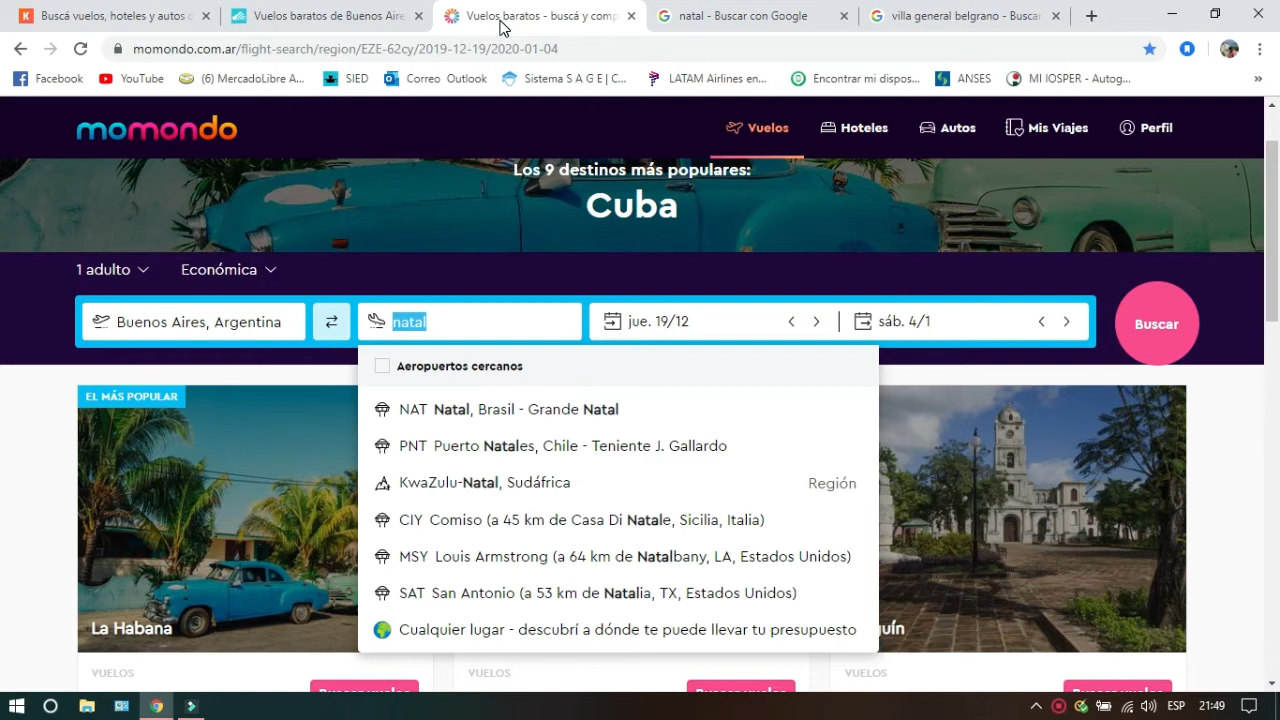 Buscá vuelos, hoteles y autos c
Vuelos baratos de Buenos Aire
Vuelos baratos - buscá y comp
natal - Buscar con Google
villa general belgrano - Buscar
momondo.com.ar/flight-search/region/EZE-62cy/2019-12-19/2020-01-04
Facebook
YouTube
(6) MercadoLibre A...
SIED
Correo Outlook
Sistema S A G E | C...
LATAM Airlines en...
Encontrar mi dispos...
ANSES
MI IOSPER - Autog...
»
momondo
Vuelos
Hoteles
Autos
Mis Viajes
Perfil
Los 9 destinos más populares:
Cuba
1 adulto
Económica
Buenos Aires, Argentina
natal
jue. 19/12
sáb. 4/1
Buscar
Aeropuertos cercanos
NAT Natal, Brasil - Grande Natal
PNT Puerto Natales, Chile - Teniente J. Gallardo
KwaZulu-Natal, Sudáfrica
Región
CIY Comiso (a 45 km de Casa Di Natale, Sicilia, Italia)
MSY Louis Armstrong (a 64 km de Natalbany, LA, Estados Unidos)
SAT San Antonio (a 53 km de Natalia, TX, Estados Unidos)
Cualquier lugar - descubrí a dónde te puede llevar tu presupuesto
EL MÁS POPULAR
La Habana
VUELOS
VUELOS
VUELOS
ESP
21:49